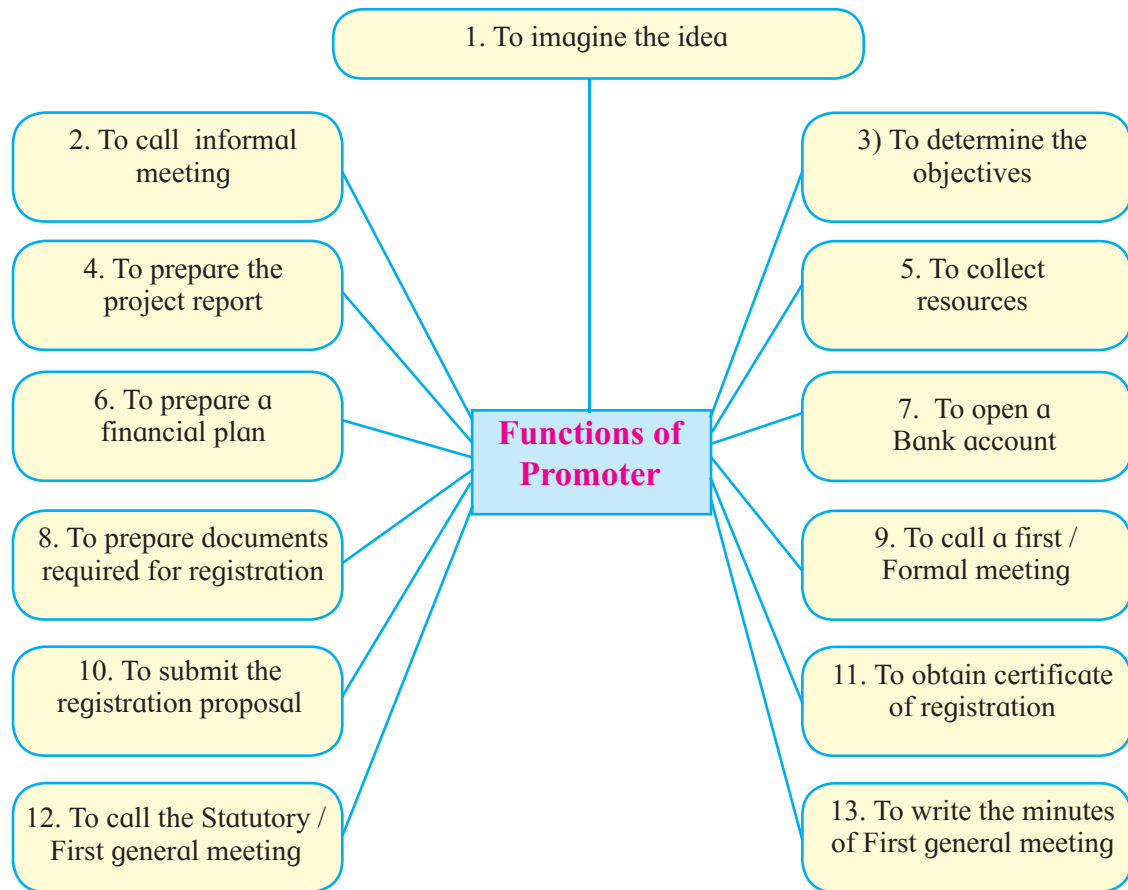 1. To imagine the idea
2. To call informal
meeting
3) To determine the
objectives
4. To prepare the
project report
5. To collect
resources
6. To prepare a
financial plan
7. To open a
Bank account
Functions of
Promoter
8. To prepare documents
required for registration
9. To call a first /
Formal meeting
10. To submit the
registration proposal
11. To obtain certificate
of registration
12. To call the Statutory /
First general meeting
13. To write the minutes
of First general meeting